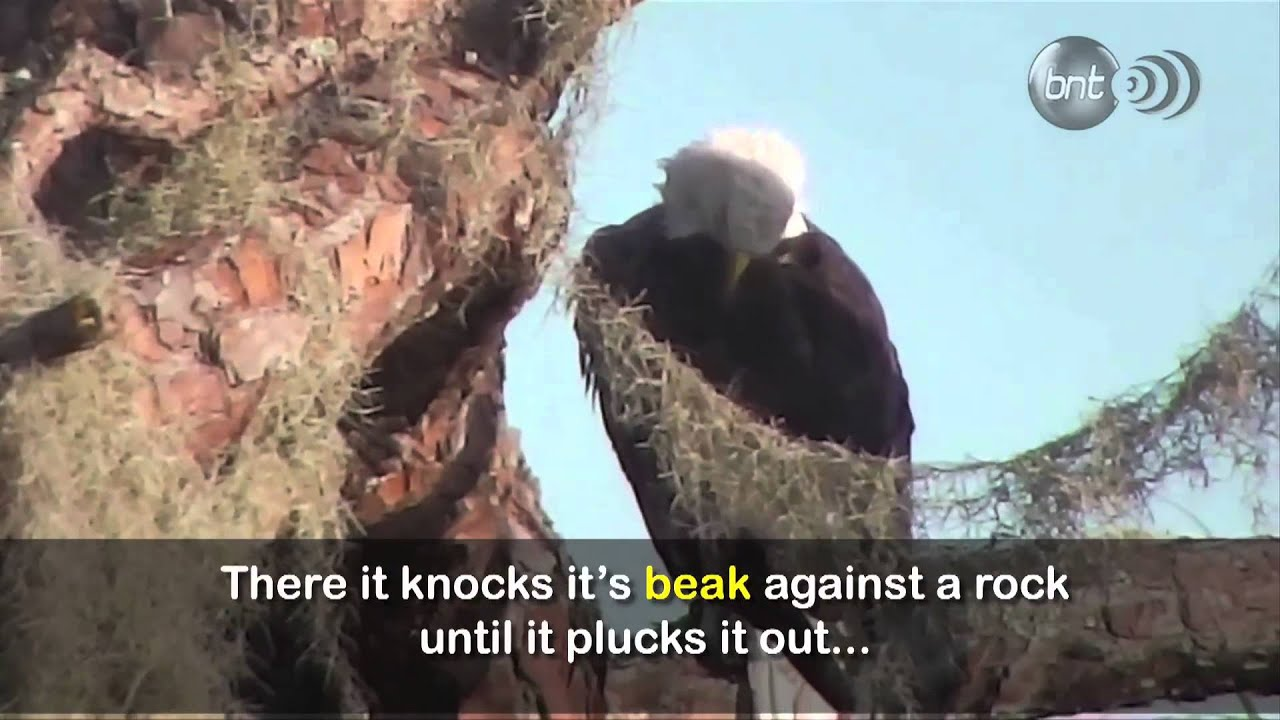 bnt
There it knocks it’s beak against a rock
until it plucks it out...